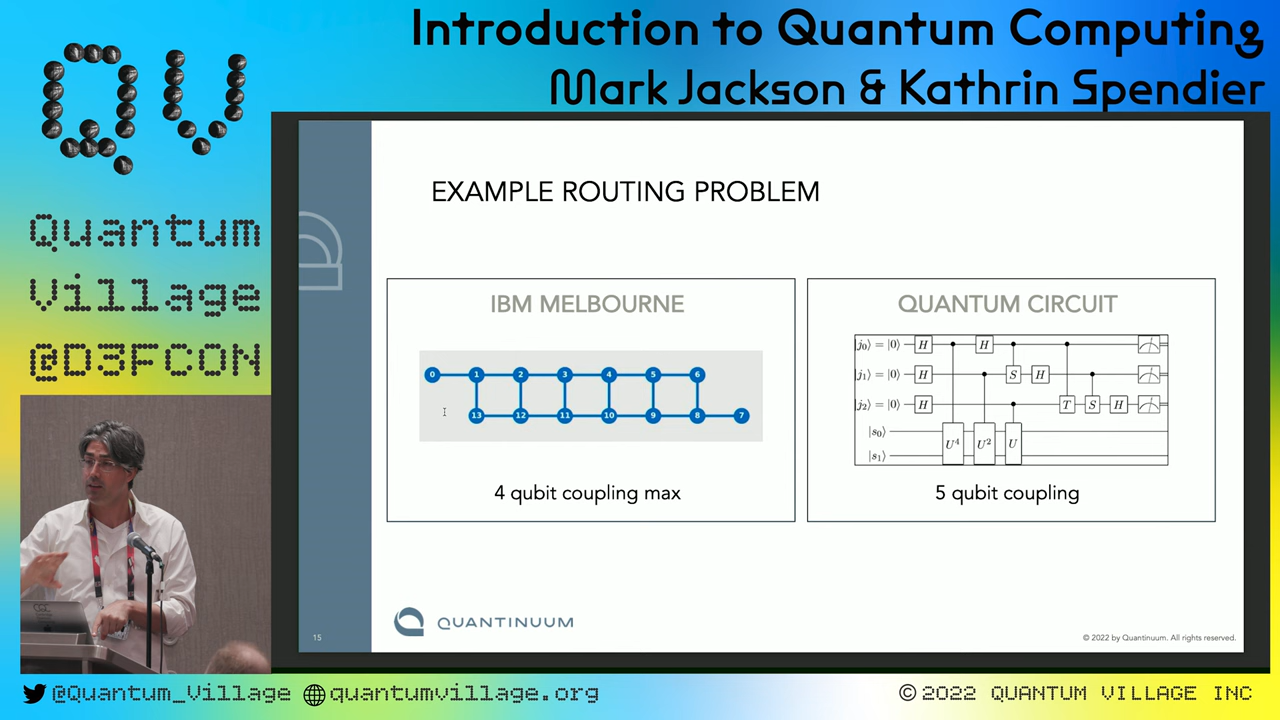 Introduction to Quantum Computing
Mark Jackson & Kathrin Spendier
QV
Quantum
Village
@D3FCON
EXAMPLE ROUTING PROBLEM
IBM MELBOURNE
0 1 2 3 4 5 6
13 12 11 10 9 8 7
4 qubit coupling max
QUANTUM CIRCUIT
|j₀⟩ = |0⟩ H H
|j₁⟩ = |0⟩ H S H
|j₂⟩ = |0⟩ H T S H
|s₀⟩
U⁴ U² U
|s₁⟩
5 qubit coupling
QUANTINUUM
15
© 2022 by Quantinuum. All rights reserved.
@Quantum_Village quantumvillage.org
© 2022 QUANTUM VILLAGE INC